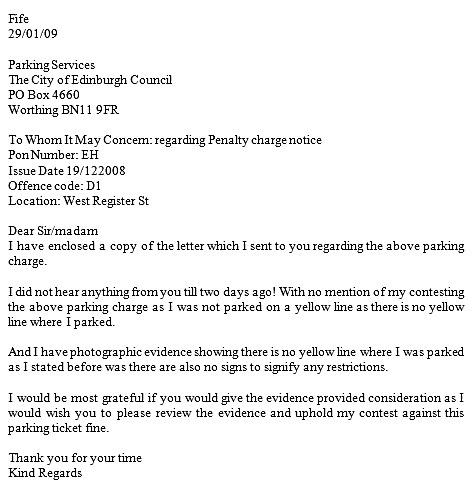 Fife
29/01/09
Parking Services
The City of Edinburgh Council
PO Box 4660
Worthing BN11 9FR
To Whom It May Concern: regarding Penalty charge notice
Pon Number: EH
Issue Date 19/122008
Offence code: D1
Location: West Register St
Dear Sir/madam
I have enclosed a copy of the letter which I sent to you regarding the above parking
charge.
I did not hear anything from you till two days ago! With no mention of my contesting
the above parking charge as I was not parked on a yellow line as there is no yellow
line where I parked.
And I have photographic evidence showing there is no yellow line where I was parked
as I stated before was there are also no signs to signify any restrictions.
I would be most grateful if you would give the evidence provided consideration as I
would wish you to please review the evidence and uphold my contest against this
parking ticket fine.
Thank you for your time
Kind Regards